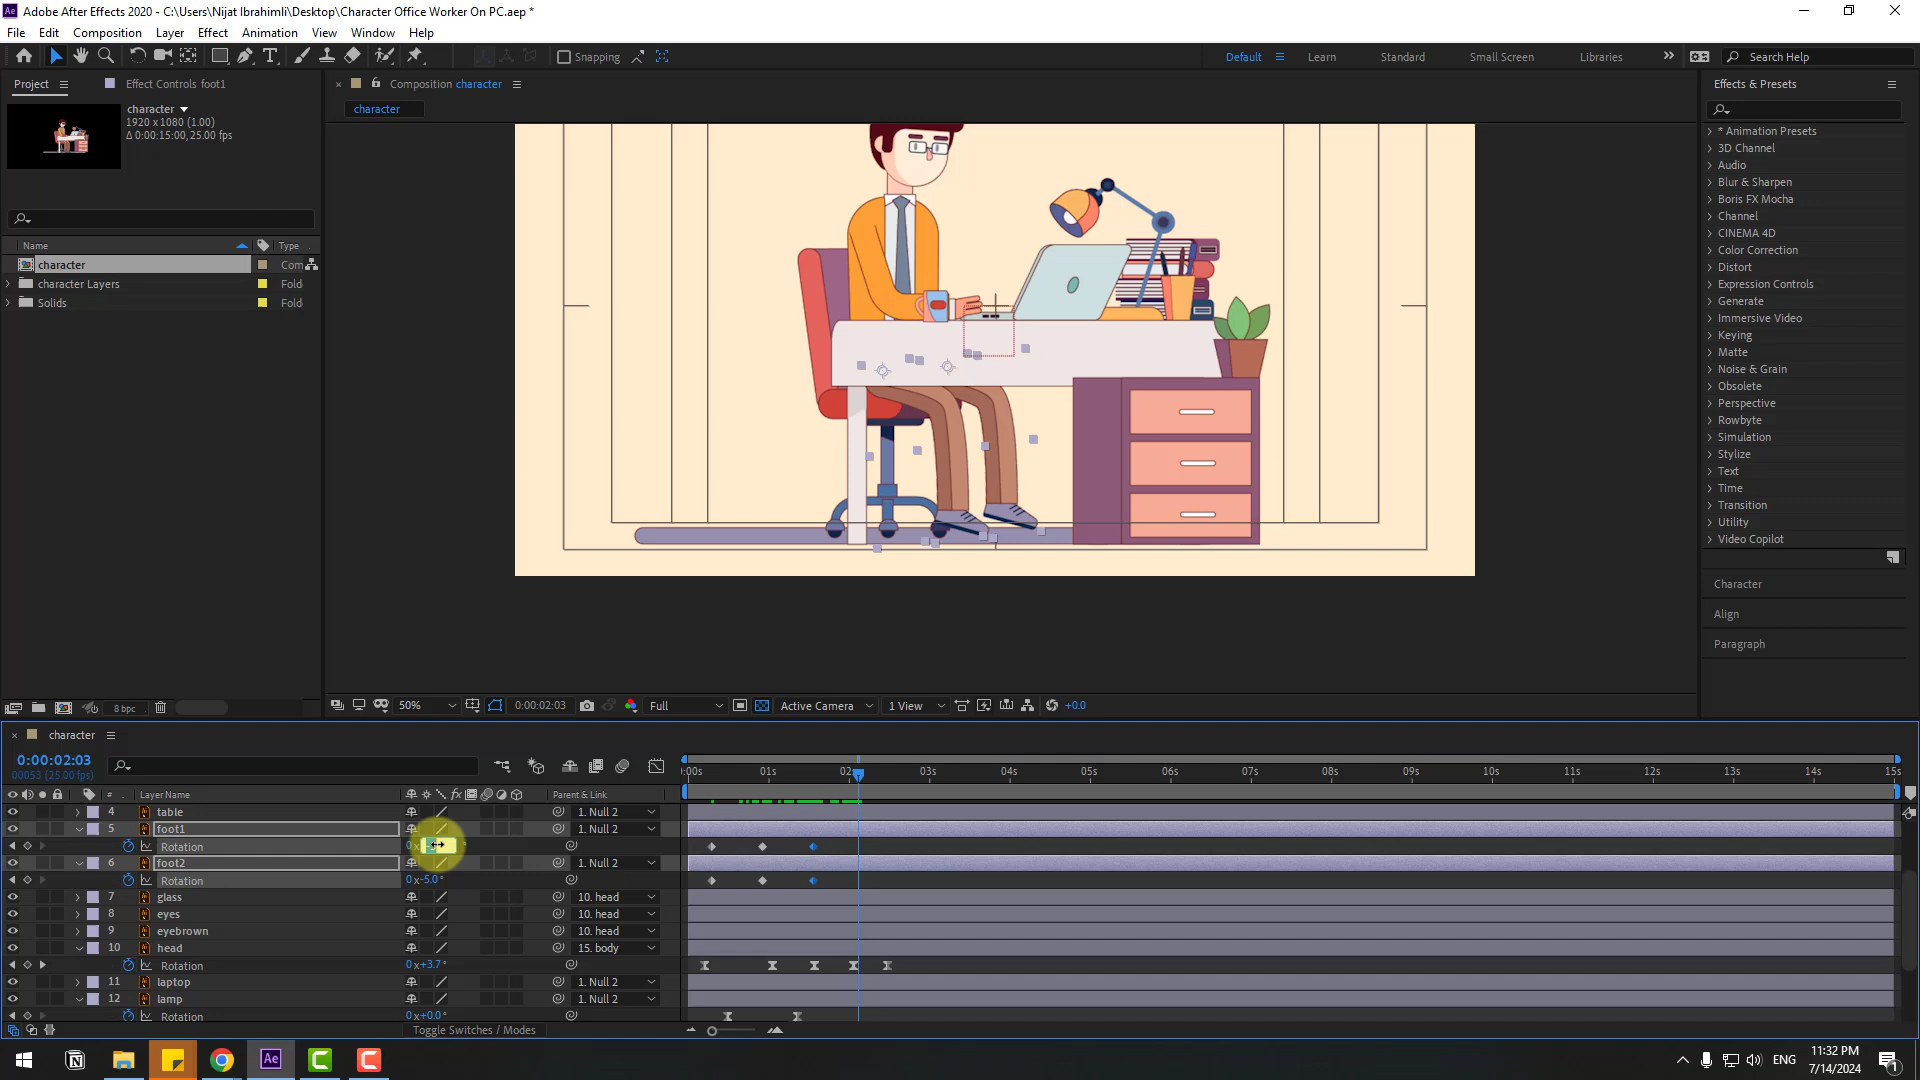 Adobe After Effects 2020 - C:\Users\Nijat Ibrahimli\Desktop\Character Office Worker On PC.aep *
File Edit Composition Layer Effect Animation View Window Help
Snapping
Default Learn Standard Small Screen Libraries Search Help
Project
Effect Controls foot1
Composition character
Effects & Presets
character
1920 x 1080 (1.00)
Δ 0:00:15:00, 25.00 fps
character
Name Type
character Com
character Layers Fold
Solids Fold
* Animation Presets
3D Channel
Audio
Blur & Sharpen
Boris FX Mocha
Channel
CINEMA 4D
Color Correction
Distort
Expression Controls
Generate
Immersive Video
Keying
Matte
Noise & Grain
Obsolete
Perspective
Rowbyte
Simulation
Stylize
Text
Time
Transition
Utility
Video Copilot
Character
Align
Paragraph
8 bpc
50% 0:00:02:03 Full Active Camera 1 View +0.0
character
0:00:02:03
00053 (25.00 fps)
:00s 01s 02 03s 04s 05s 06s 07s 08s 09s 10s 11s 12s 13s 14s 15s
# Layer Name fx Parent & Link
4 table 1. Null 2
5 foot1 1. Null 2
Rotation 0 x
6 foot2 1. Null 2
Rotation 0 x-5.0°
7 glass 10. head
8 eyes 10. head
9 eyebrown 10. head
10 head 15. body
Rotation 0 x+3.7°
11 laptop 1. Null 2
12 lamp 1. Null 2
Rotation 0 x+0.0°
Toggle Switches / Modes
ENG
11:32 PM
7/14/2024
1